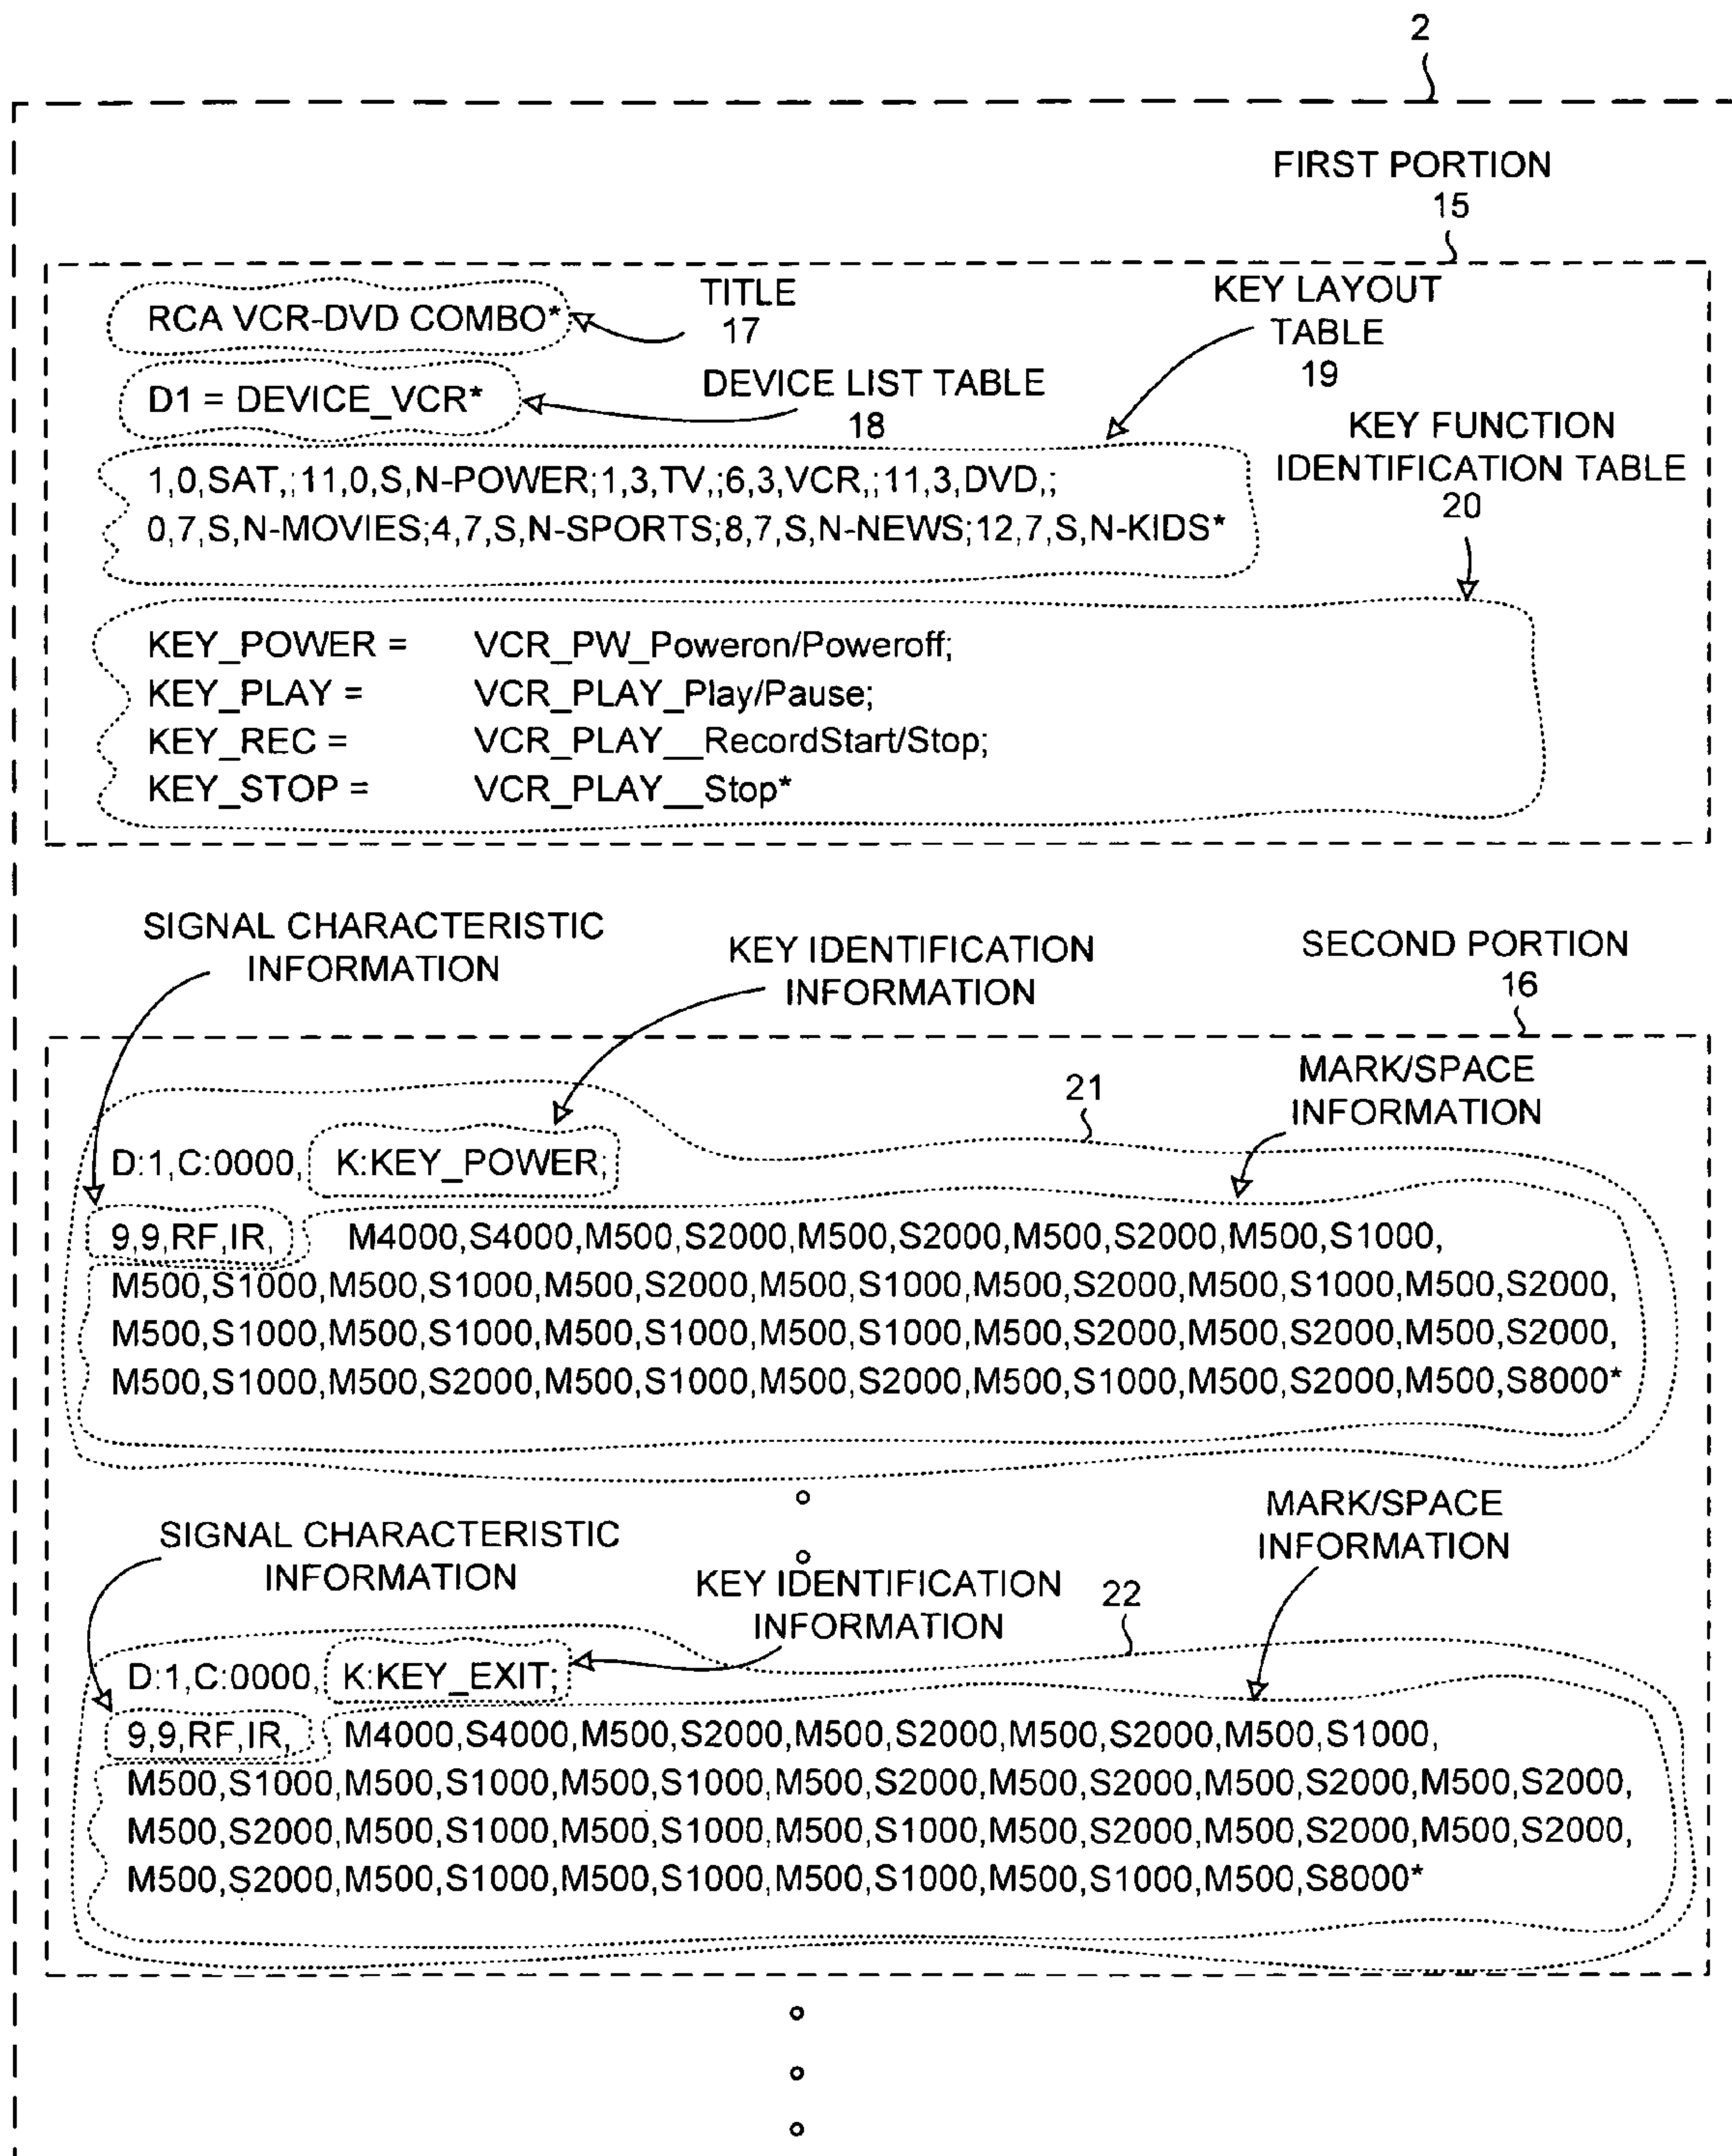 2
FIRST PORTION
15
RCA VCR-DVD COMBO*
TITLE
17
KEY LAYOUT
TABLE
19
D1 = DEVICE_VCR*
DEVICE LIST TABLE
18
KEY FUNCTION
IDENTIFICATION TABLE
20
1,0,SAT,;11,0,S,N-POWER;1,3,TV,;6,3,VCR,;11,3,DVD,;
0,7,S,N-MOVIES;4,7,S,N-SPORTS;8,7,S,N-NEWS;12,7,S,N-KIDS*
KEY_POWER = VCR_PW_Poweron/Poweroff;
KEY_PLAY = VCR_PLAY_Play/Pause;
KEY_REC = VCR_PLAY__RecordStart/Stop;
KEY_STOP = VCR_PLAY__Stop*
SIGNAL CHARACTERISTIC
INFORMATION
KEY IDENTIFICATION
INFORMATION
SECOND PORTION
16
21
MARK/SPACE
INFORMATION
D:1,C:0000, K:KEY_POWER;
9,9,RF,IR, M4000,S4000,M500,S2000,M500,S2000,M500,S2000,M500,S1000,
M500,S1000,M500,S1000,M500,S2000,M500,S1000,M500,S2000,M500,S1000,M500,S2000,
M500,S1000,M500,S1000,M500,S1000,M500,S1000,M500,S2000,M500,S2000,M500,S2000,
M500,S1000,M500,S2000,M500,S1000,M500,S2000,M500,S1000,M500,S2000,M500,S8000*
SIGNAL CHARACTERISTIC
INFORMATION
KEY IDENTIFICATION
INFORMATION
22
MARK/SPACE
INFORMATION
D:1,C:0000, K:KEY_EXIT;
9,9,RF,IR, M4000,S4000,M500,S2000,M500,S2000,M500,S2000,M500,S1000,
M500,S1000,M500,S1000,M500,S1000,M500,S2000,M500,S2000,M500,S2000,M500,S2000,
M500,S2000,M500,S1000,M500,S1000,M500,S1000,M500,S2000,M500,S2000,M500,S2000,
M500,S2000,M500,S1000,M500,S1000,M500,S1000,M500,S1000,M500,S8000*